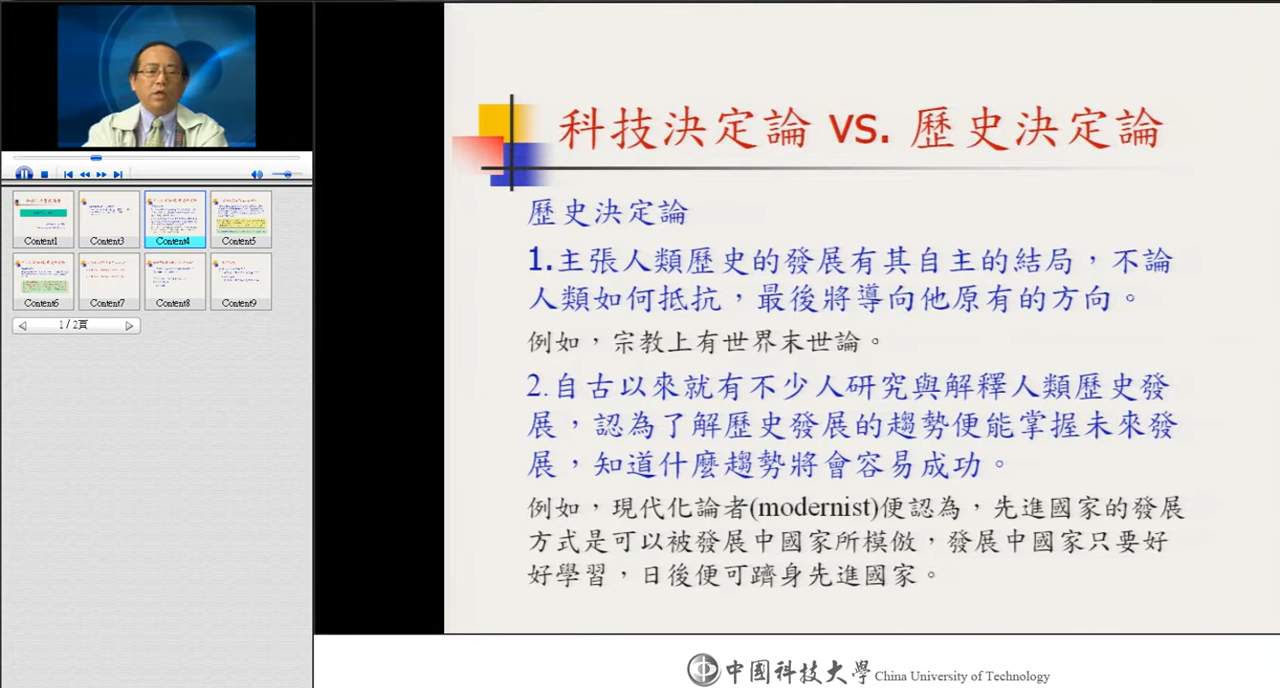 科技決定論 vs. 歷史決定論
歷史決定論
1.主張人類歷史的發展有其自主的結局，不論
人類如何抵抗，最後將導向他原有的方向。
例如，宗教上有世界末世論。
2.自古以來就有不少人研究與解釋人類歷史發
展，認為了解歷史發展的趨勢便能掌握未來發
展，知道什麼趨勢將會容易成功。
例如，現代化論者(modernist)便認為，先進國家的發展
方式是可以被發展中國家所模倣，發展中國家只要好
好學習，日後便可躋身先進國家。
Content1
Content3
Content4
Content5
Content6
Content7
Content8
Content9
1/2頁
中國科技大學 China University of Technology